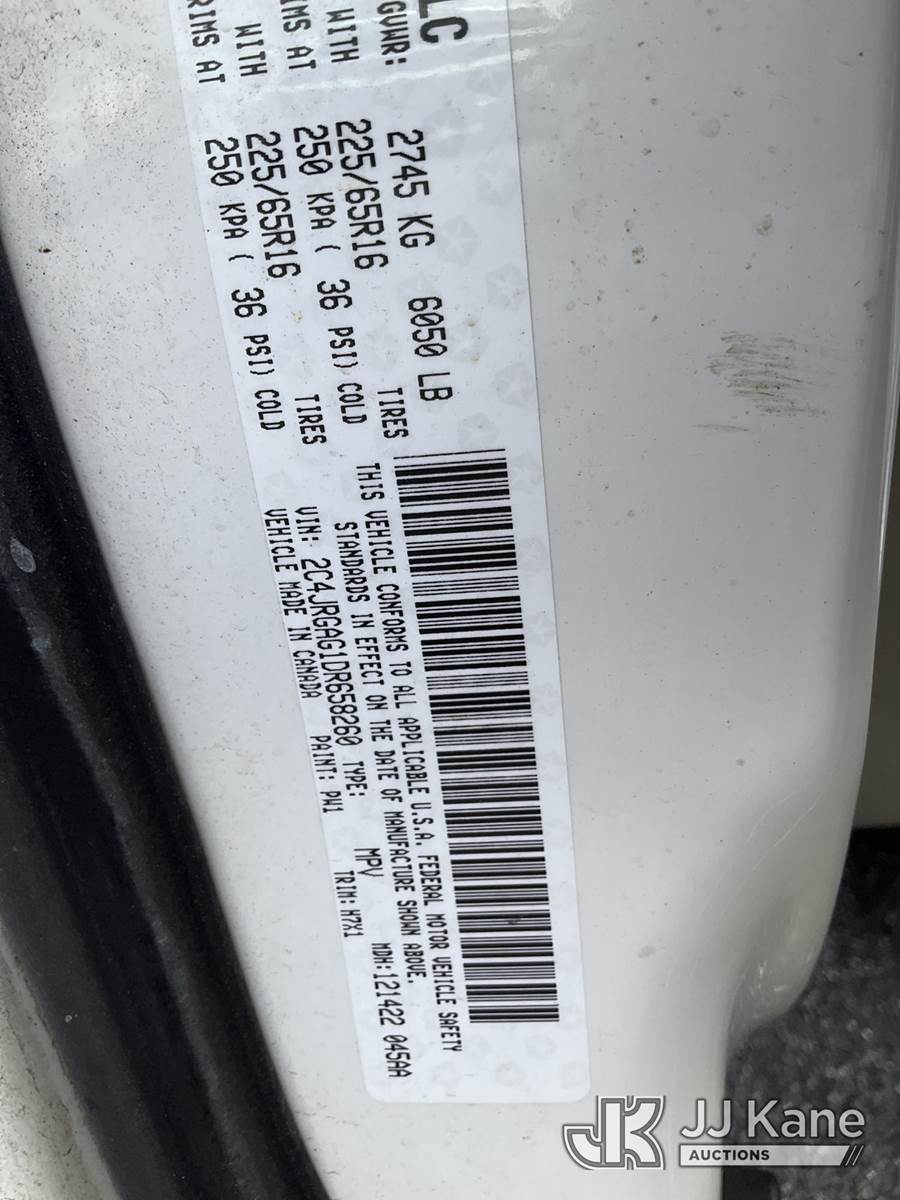 LC
GVWR: 2745 KG 6050 LB
WITH TIRES
225/65R16
IMS AT 250 KPA ( 36 PSI) COLD
WITH TIRES
225/65R16
RIMS AT 250 KPA ( 36 PSI) COLD
THIS VEHICLE CONFORMS TO ALL APPLICABLE U.S.A. FEDERAL MOTOR VEHICLE SAFETY
STANDARDS IN EFFECT ON THE DATE OF MANUFACTURE SHOWN ABOVE.
VIN: 2C4JRGAG1DR658260 TYPE: MPV MDH:121422 045AA
VEHICLE MADE IN CANADA PAINT: PW1 TRIM:
JK JJ Kane
AUCTIONS